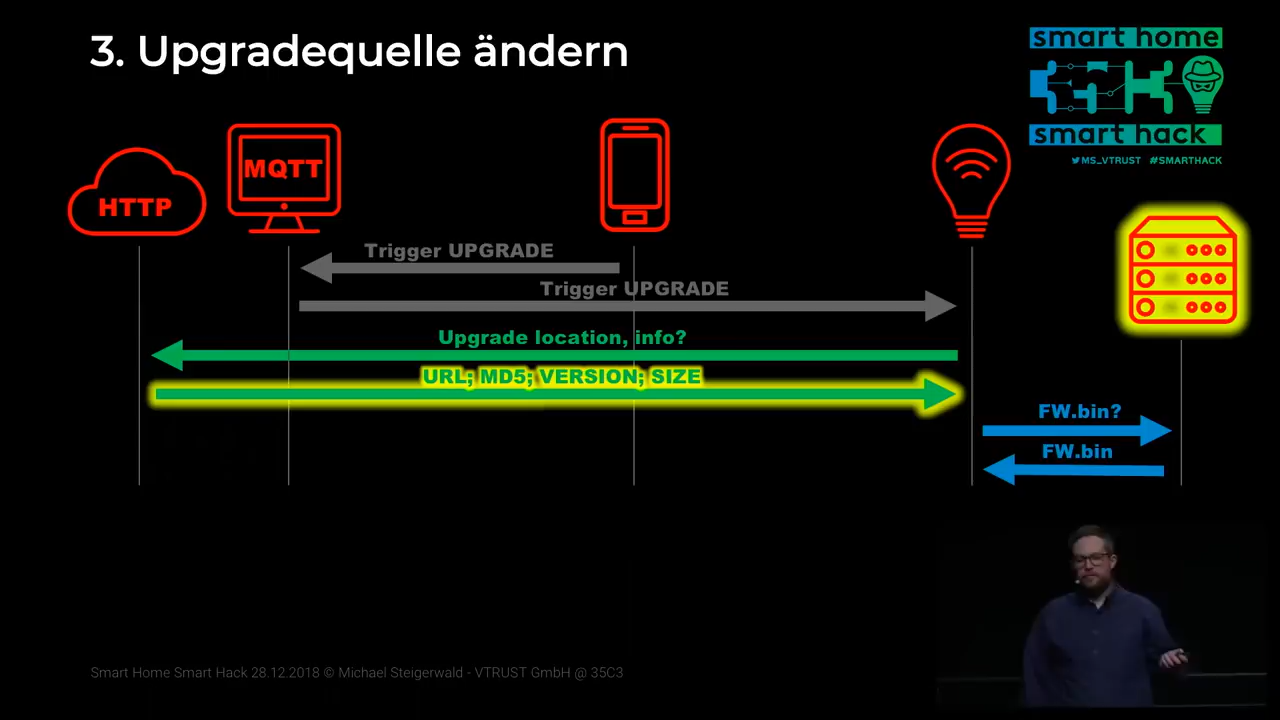 3. Upgradequelle ändern
smart home
smart hack
MS_VTRUST #SMARTHACK
HTTP
MQTT
Trigger UPGRADE
Trigger UPGRADE
Upgrade location, info?
URL; MD5; VERSION; SIZE
FW.bin?
FW.bin
Smart Home Smart Hack 28.12.2018 © Michael Steigerwald - VTRUST GmbH @ 35C3